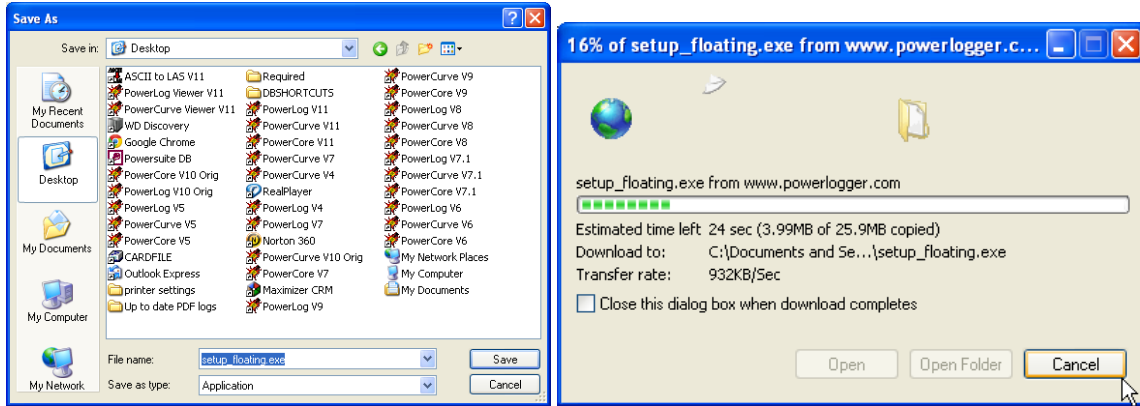 Save As
Save in:
Desktop
My Recent Documents
Desktop
My Documents
My Computer
My Network
ASCII to LAS V11
PowerLog Viewer V11
PowerCurve Viewer V11
WD Discovery
Google Chrome
Powersuite DB
PowerCore V10 Orig
PowerLog V10 Orig
PowerLog V5
PowerCurve V5
PowerCore V5
CARDFILE
Outlook Express
printer settings
Up to date PDF logs
Required
DBSHORTCUTS
PowerLog V11
PowerCurve V11
PowerCore V11
PowerCurve V7
PowerCurve V4
RealPlayer
PowerLog V4
PowerLog V7
Norton 360
PowerCurve V10 Orig
PowerCore V7
Maximizer CRM
PowerLog V9
PowerCurve V9
PowerCore V9
PowerLog V8
PowerCurve V8
PowerCore V8
PowerLog V7.1
PowerCurve V7.1
PowerCore V7.1
PowerLog V6
PowerCurve V6
PowerCore V6
My Network Places
My Computer
My Documents
File name:
setup_floating.exe
Save
Save as type:
Application
Cancel
16% of setup_floating.exe from www.powerlogger.c...
setup_floating.exe from www.powerlogger.com
Estimated time left 24 sec (3.99MB of 25.9MB copied)
Download to: C:\Documents and Se...\setup_floating.exe
Transfer rate: 932KB/Sec
Close this dialog box when download completes
Open
Open Folder
Cancel